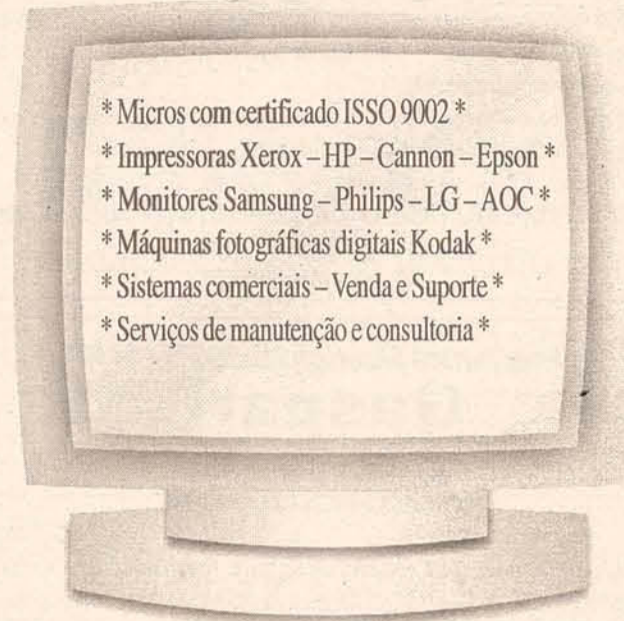 * Micros com certificado ISSO 9002 *
* Impressoras Xerox – HP – Cannon – Epson *
* Monitores Samsung – Philips – LG – AOC *
* Máquinas fotográficas digitais Kodak *
* Sistemas comerciais – Venda e Suporte *
* Serviços de manutenção e consultoria *